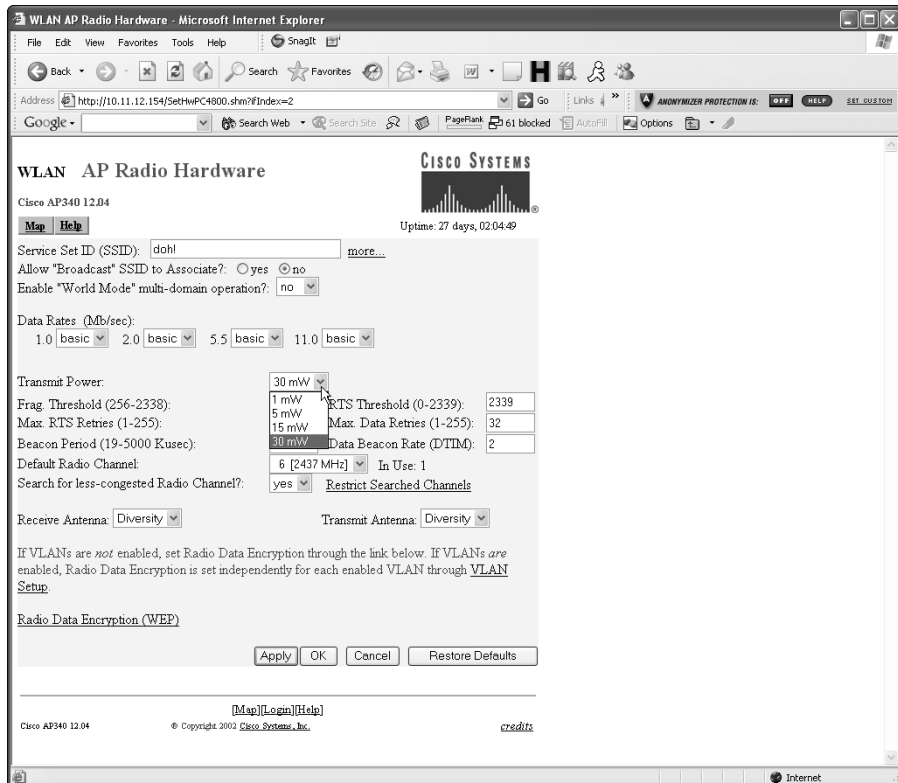 WLAN AP Radio Hardware - Microsoft Internet Explorer
File Edit View Favorites Tools Help SnagIt
Back Search Favorites
Address http://10.11.12.154/SetHwPC4800.shm?ifIndex=2 Go Links » ANONYMIZER PROTECTION IS: OFF HELP SET CUSTOM
Google Search Web Search Site PageRank 61 blocked AutoFill Options
CISCO SYSTEMS
WLAN AP Radio Hardware
Cisco AP340 12.04
Map Help Uptime: 27 days, 02:04:49
Service Set ID (SSID): doh! more...
Allow "Broadcast" SSID to Associate?: yes no
Enable "World Mode" multi-domain operation?: no
Data Rates (Mb/sec):
1.0 basic 2.0 basic 5.5 basic 11.0 basic
Transmit Power: 30 mW
1 mW
5 mW
15 mW
30 mW
Frag. Threshold (256-2338): RTS Threshold (0-2339): 2339
Max. RTS Retries (1-255): Max. Data Retries (1-255): 32
Beacon Period (19-5000 Kusec) Data Beacon Rate (DTIM): 2
Default Radio Channel: 6 [2437 MHz] In Use: 1
Search for less-congested Radio Channel?: yes Restrict Searched Channels
Receive Antenna: Diversity Transmit Antenna: Diversity
If VLANs are not enabled, set Radio Data Encryption through the link below. If VLANs are
enabled, Radio Data Encryption is set independently for each enabled VLAN through VLAN
Setup.
Radio Data Encryption (WEP)
Apply OK Cancel Restore Defaults
[Map][Login][Help]
Cisco AP340 12.04 © Copyright 2002 Cisco Systems, Inc. credits
Internet